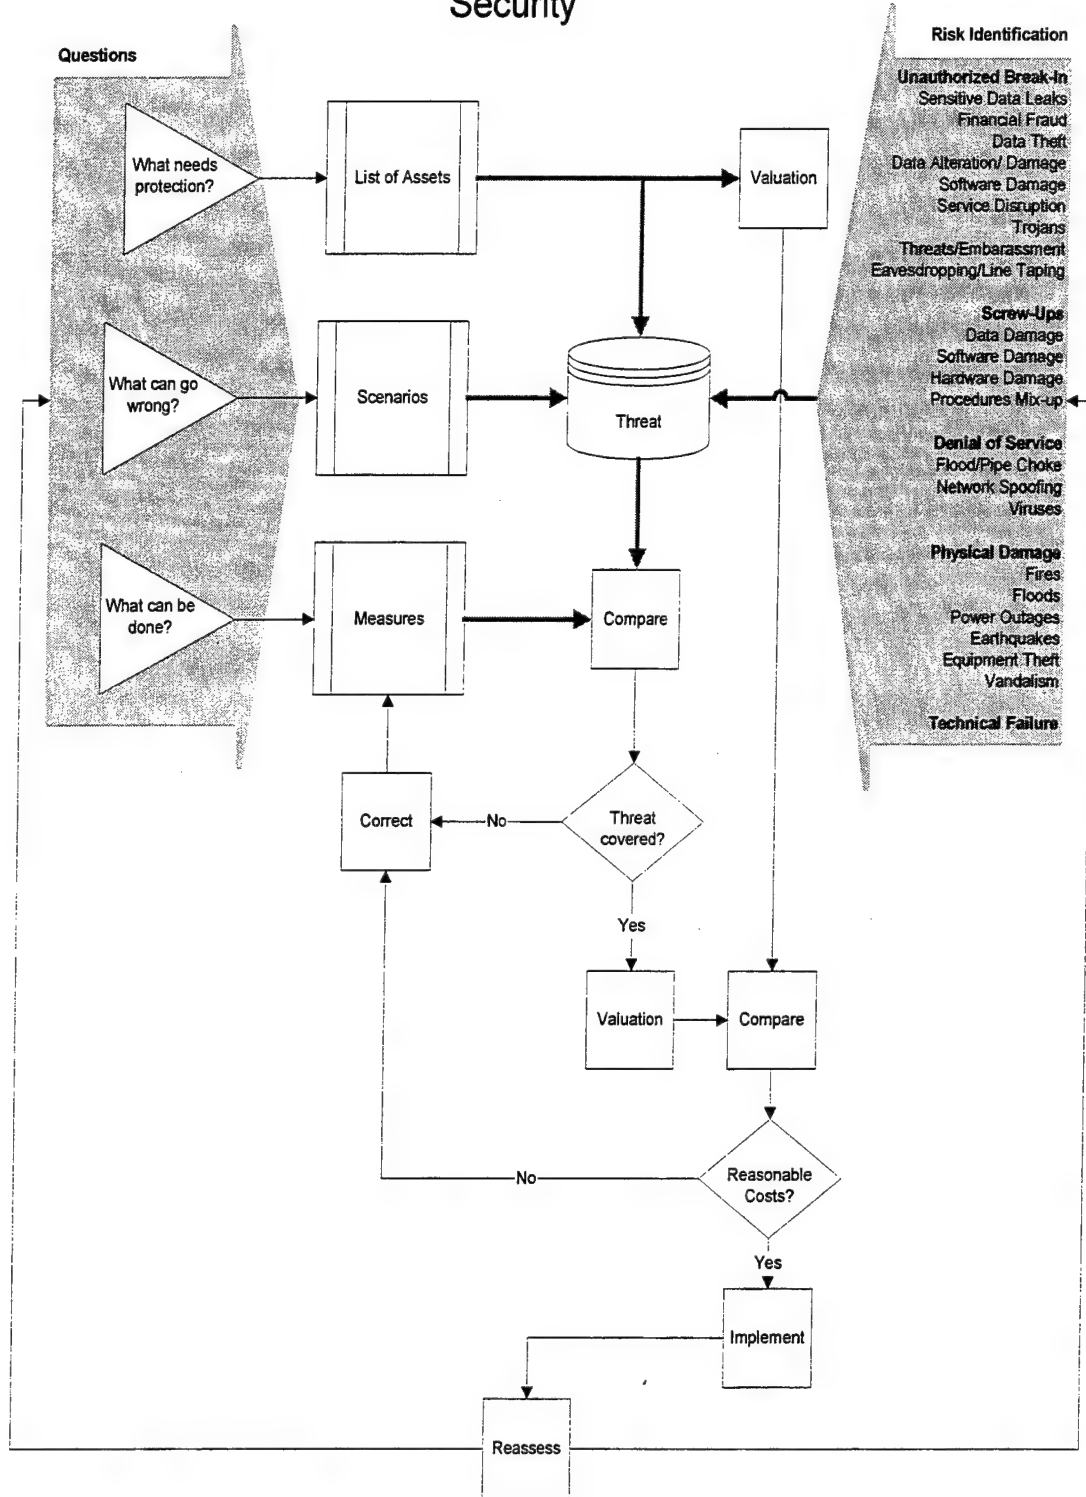 Security
Questions
Risk Identification
Unauthorized Break-In
Sensitive Data Leaks
Financial Fraud
Data Theft
Data Alteration/ Damage
Software Damage
Service Disruption
Trojans
Threats/Embarassment
Eavesdropping/Line Taping
Screw-Ups
Data Damage
Software Damage
Hardware Damage
Procedures Mix-up
Denial of Service
Flood/Pipe Choke
Network Spoofing
Viruses
Physical Damage
Fires
Floods
Power Outages
Earthquakes
Equipment Theft
Vandalism
Technical Failure
What needs
protection?
List of Assets
Valuation
What can go
wrong?
Scenarios
Threat
What can be
done?
Measures
Compare
Correct
No
Threat
covered?
Yes
Valuation
Compare
No
Reasonable
Costs?
Yes
Implement
Reassess